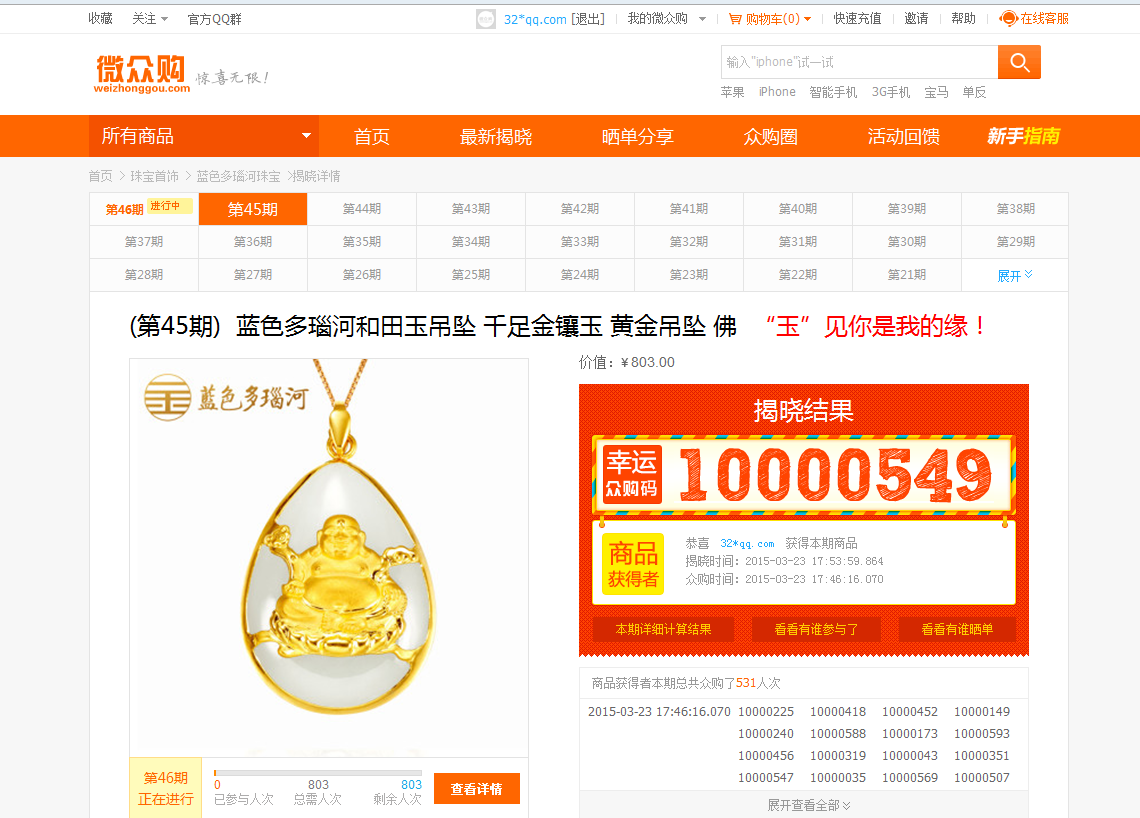 收藏 关注 官方QQ群 32*qq.com [退出] 我的微众购 购物车(0) 快速充值 邀请 帮助 在线客服
微众购 惊喜无限!
weizhonggou.com
输入"iphone"试一试
苹果 iPhone 智能手机 3G手机 宝马 单反
所有商品 首页 最新揭晓 晒单分享 众购圈 活动回馈 新手指南
首页 > 珠宝首饰 > 蓝色多瑙河珠宝 >揭晓详情
第46期 进行中 第45期 第44期 第43期 第42期 第41期 第40期 第39期 第38期
第37期 第36期 第35期 第34期 第33期 第32期 第31期 第30期 第29期
第28期 第27期 第26期 第25期 第24期 第23期 第22期 第21期 展开
(第45期) 蓝色多瑙河和田玉吊坠 千足金镶玉 黄金吊坠 佛 “玉”见你是我的缘！
藍色多瑙河
价值：¥803.00
揭晓结果
幸运
众购码
10000549
商品
获得者
恭喜 32*qq.com 获得本期商品
揭晓时间：2015-03-23 17:53:59.864
众购时间：2015-03-23 17:46:16.070
本期详细计算结果 看看有谁参与了 看看有谁晒单
商品获得者本期总共众购了531人次
2015-03-23 17:46:16.070 10000225 10000418 10000452 10000149
10000240 10000588 10000173 10000593
10000456 10000319 10000043 10000351
10000547 10000035 10000569 10000507
展开查看全部
第46期
正在进行
0 803 803
已参与人次 总需人次 剩余人次
查看详情